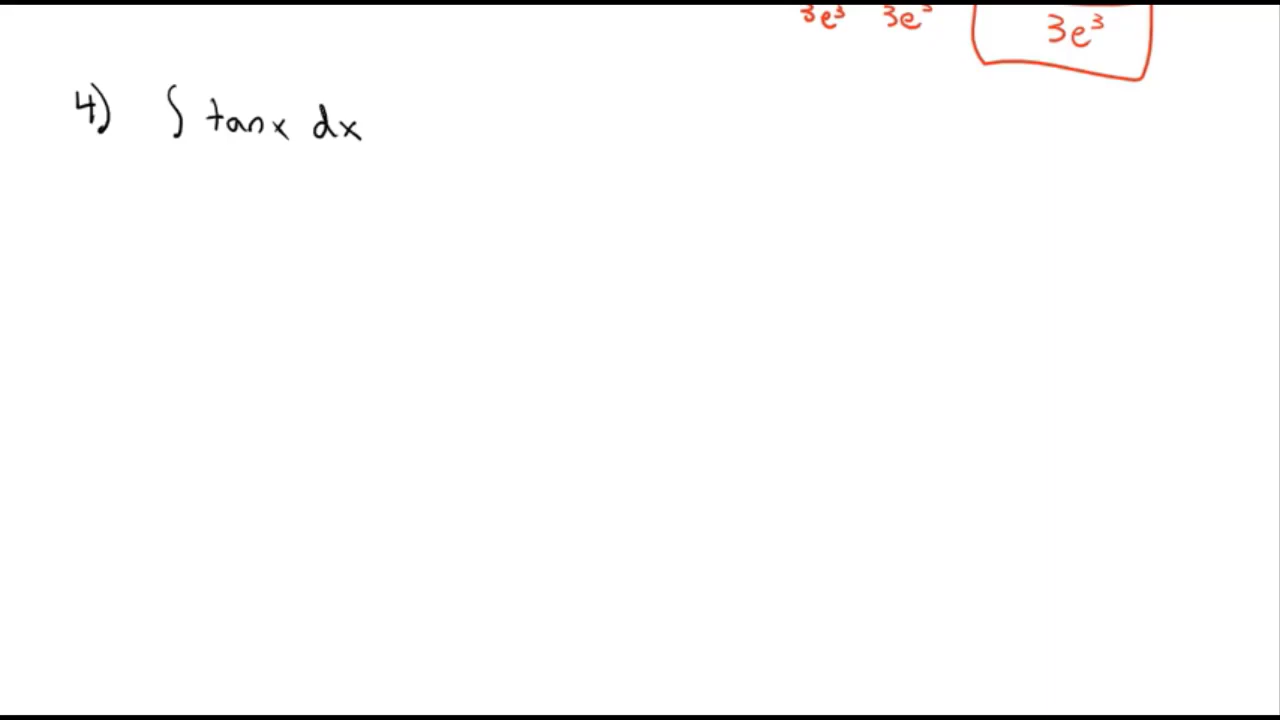 3e³ 3e³ 3e³
4) ∫ tanx dx